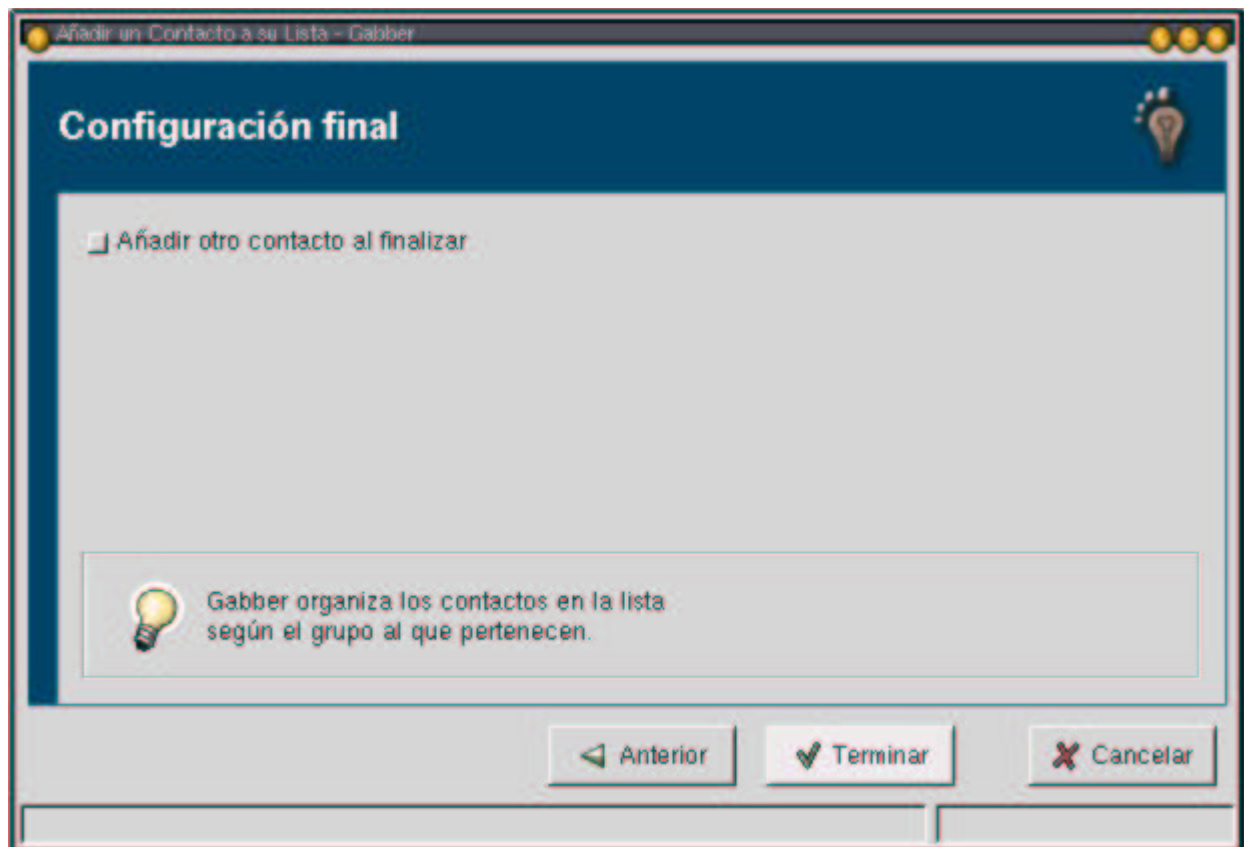 Añadir un Contacto a su Lista - Gabber
Configuración final
Añadir otro contacto al finalizar
Gabber organiza los contactos en la lista
según el grupo al que pertenecen.
Anterior
Terminar
Cancelar